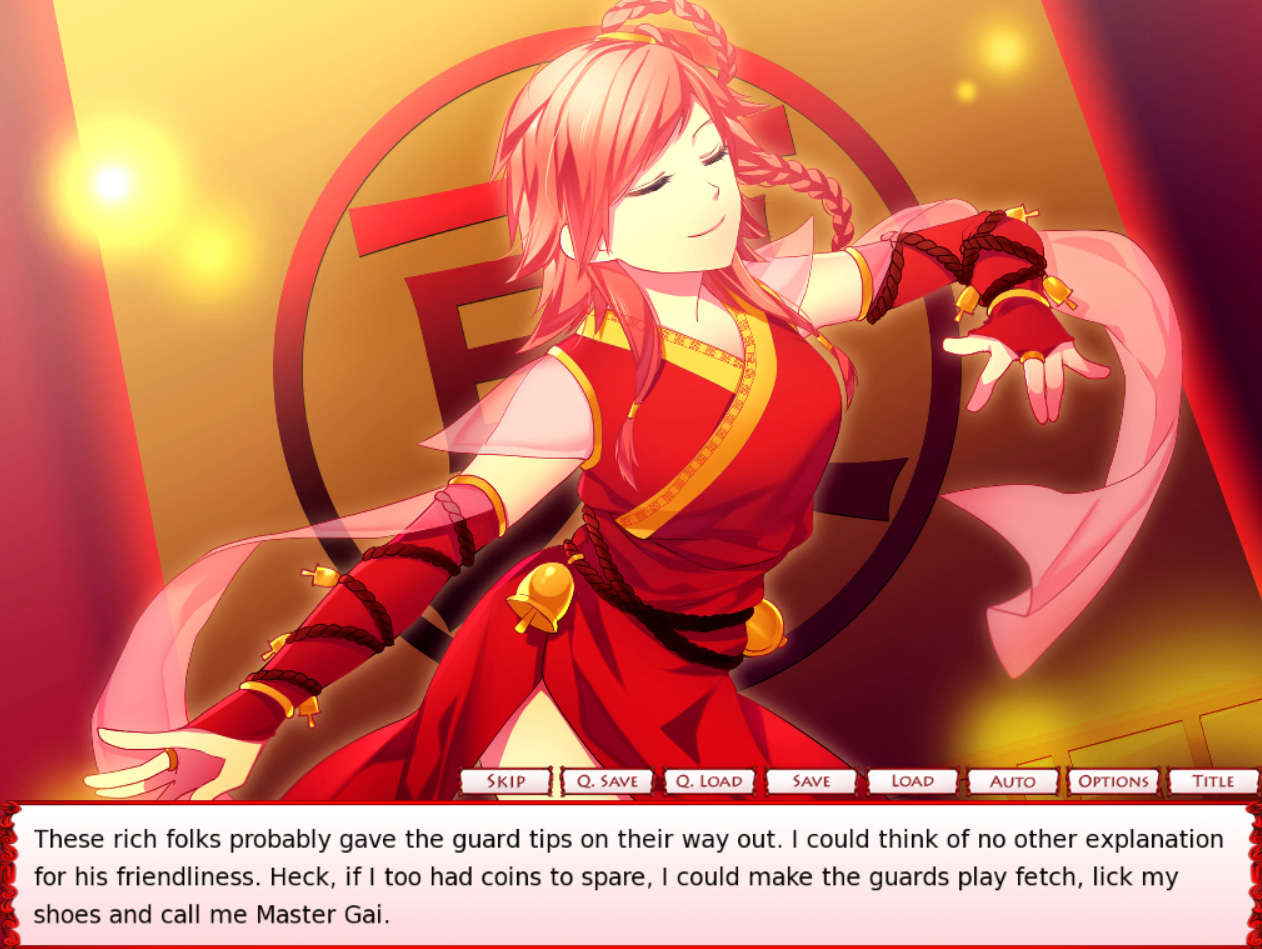 SKIP
Q. SAVE
Q. LOAD
SAVE
LOAD
AUTO
OPTIONS
TITLE
These rich folks probably gave the guard tips on their way out. I could think of no other explanation
for his friendliness. Heck, if I too had coins to spare, I could make the guards play fetch, lick my
shoes and call me Master Gai.